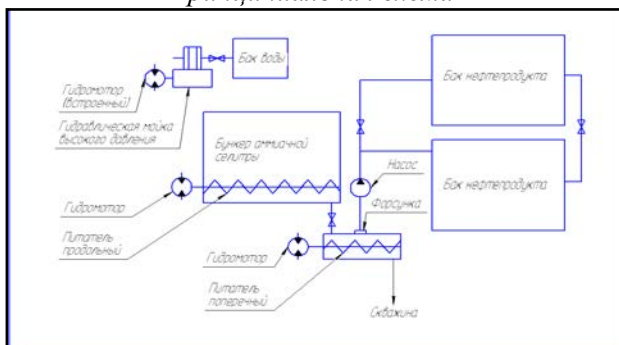 Бак воды
Гидромотор
(встроенный)
Гидравлическая мойка
высокого давления
Бункер аммиачной
селитры
Бак нефтепродукта
Насос
Бак нефтепродукта
Форсунка
Гидромотор
Питатель
продольный
Гидромотор
Питатель
поперечный
Скважина